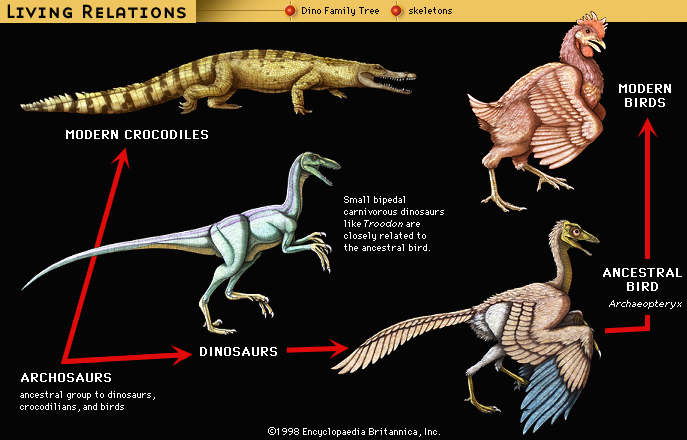 LIVING RELATIONS
Dino Family Tree
skeletons
MODERN
BIRDS
MODERN CROCODILES
Small bipedal
carnivorous dinosaurs
like Troodon are
closely related to
the ancestral bird.
ANCESTRAL
BIRD
Archaeopteryx
DINOSAURS
ARCHOSAURS
ancestral group to dinosaurs,
crocodilians, and birds
©1998 Encyclopaedia Britannica, Inc.